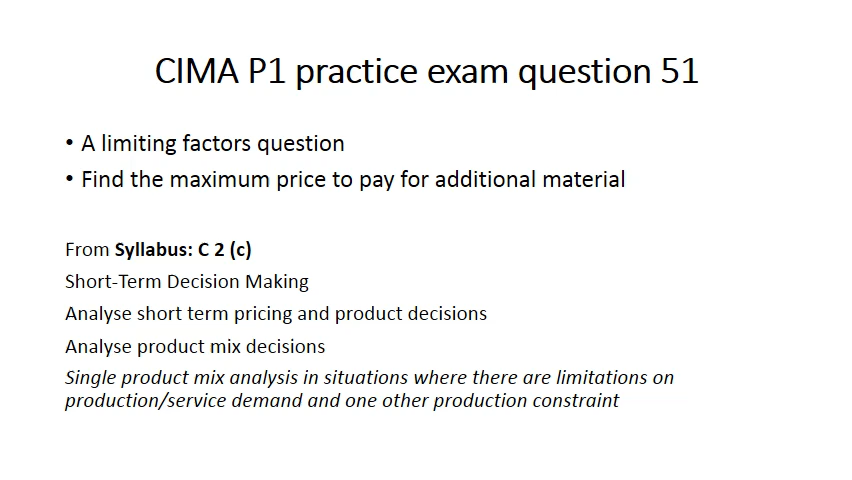 CIMA P1 practice exam question 51
• A limiting factors question
• Find the maximum price to pay for additional material
From Syllabus: C 2 (c)
Short-Term Decision Making
Analyse short term pricing and product decisions
Analyse product mix decisions
Single product mix analysis in situations where there are limitations on
production/service demand and one other production constraint